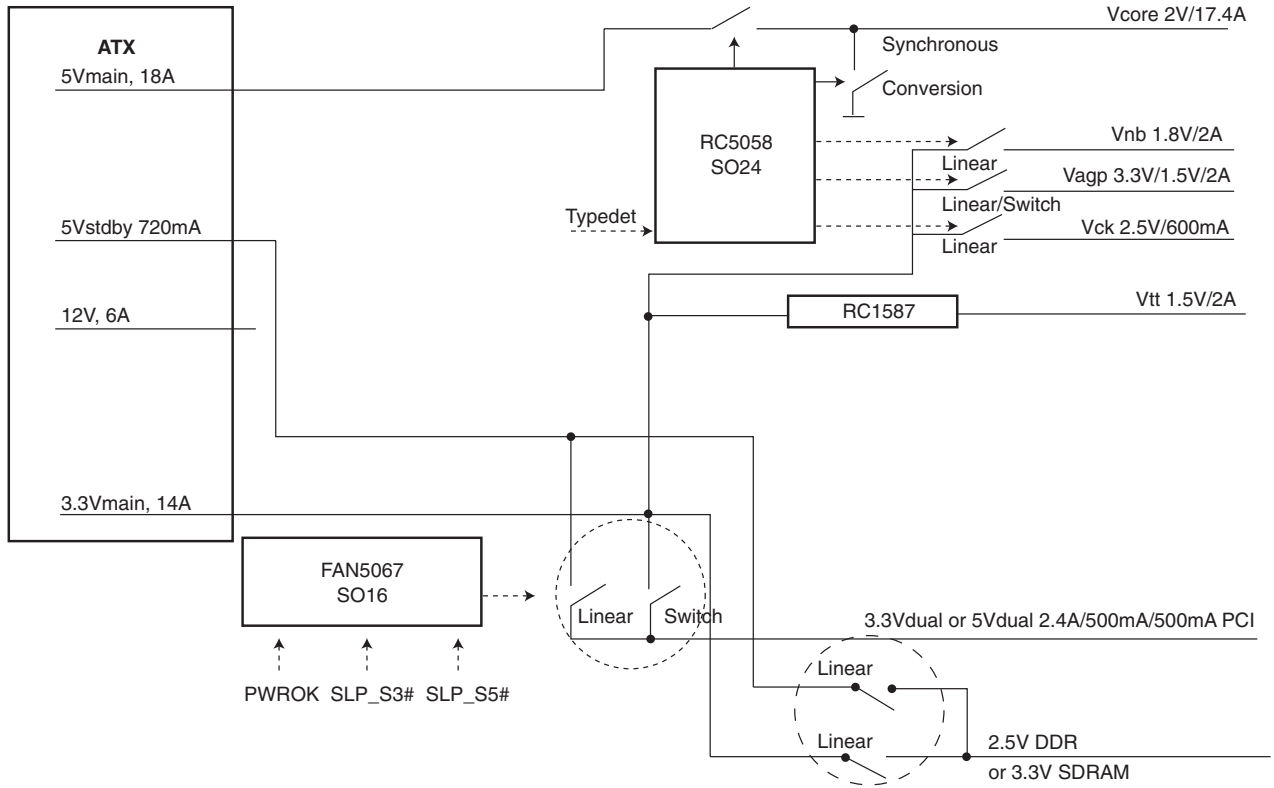 ATX
5Vmain, 18A
5Vstdby 720mA
12V, 6A
3.3Vmain, 14A
Vcore 2V/17.4A
Synchronous
Conversion
RC5058
SO24
Typedet
Vnb 1.8V/2A
Linear
Vagp 3.3V/1.5V/2A
Linear/Switch
Vck 2.5V/600mA
Linear
RC1587
Vtt 1.5V/2A
FAN5067
SO16
PWROK SLP_S3# SLP_S5#
Linear
Switch
3.3Vdual or 5Vdual 2.4A/500mA/500mA PCI
Linear
Linear
2.5V DDR
or 3.3V SDRAM